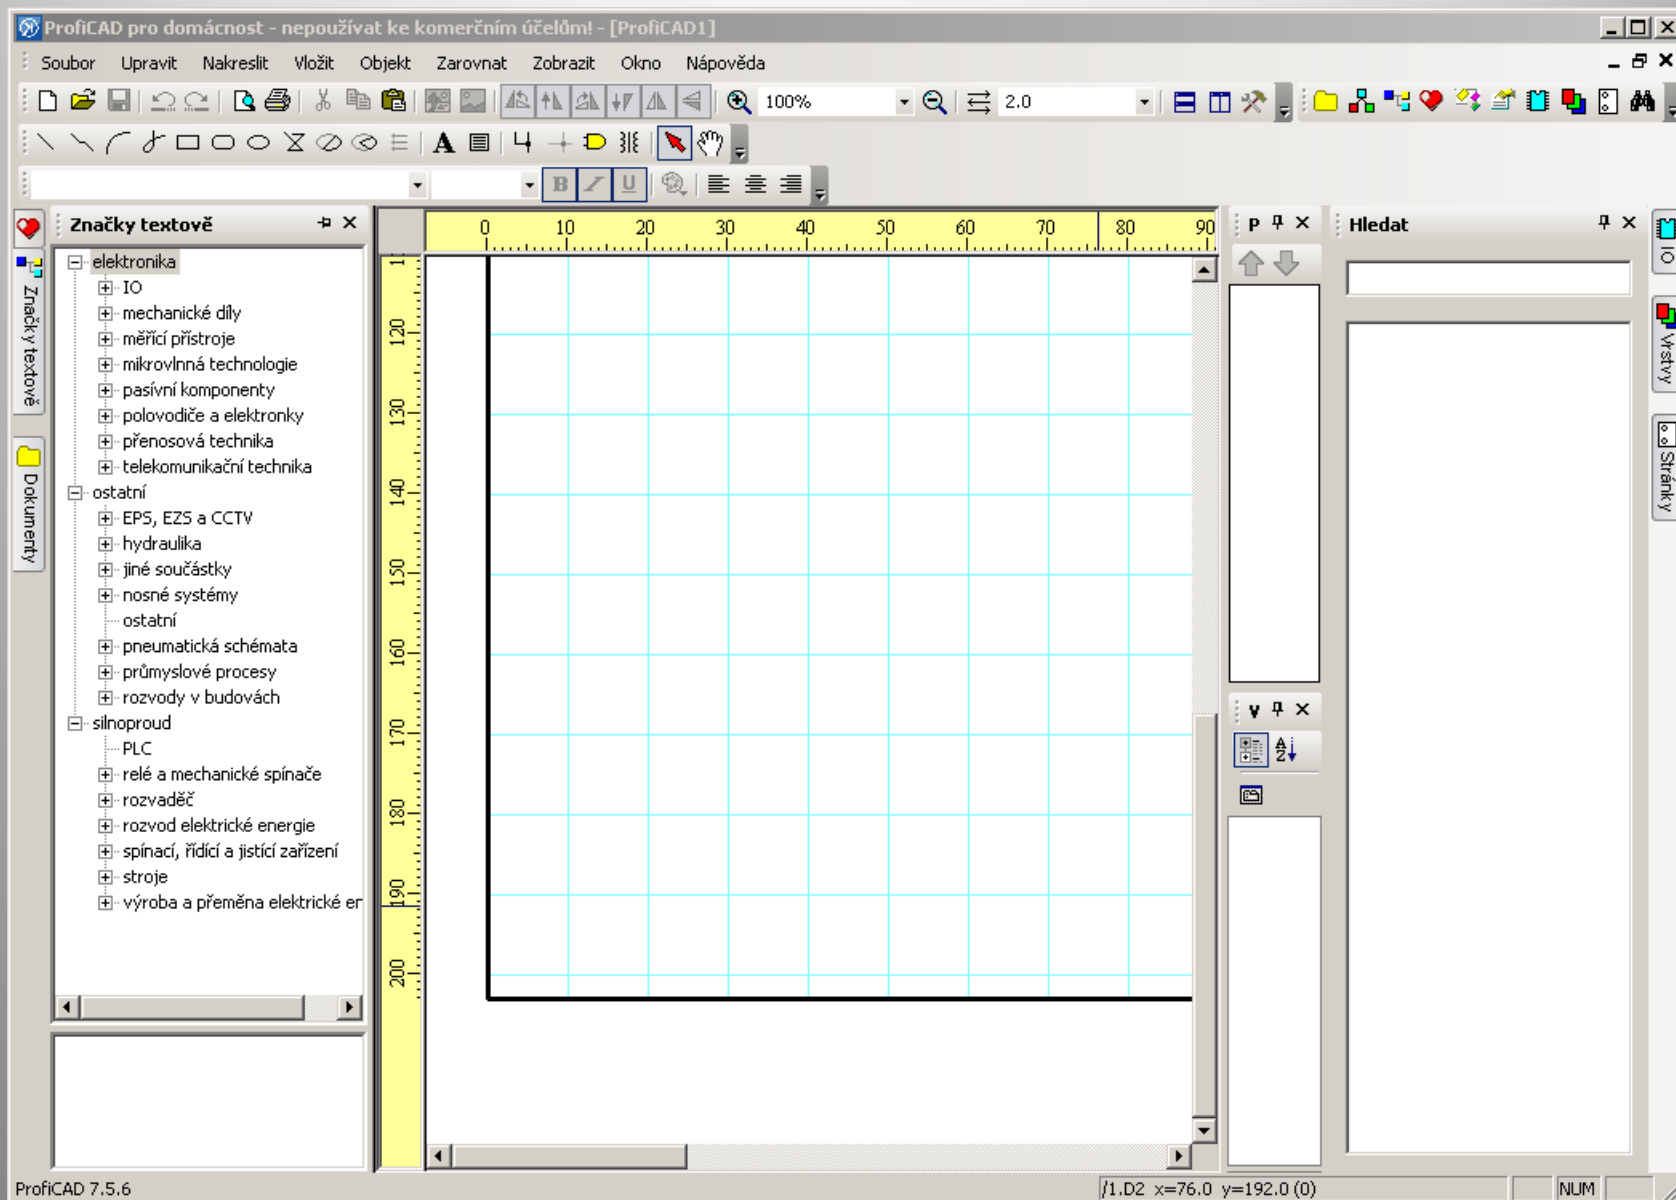 ProfiCAD pro domácnost - nepoužívat ke komerčním účelům! - [ProfiCAD1]
Soubor Upravit Nakreslit Vložit Objekt Zarovnat Zobrazit Okno Nápověda
100% 2.0
A
B I U
Značky textově
P
Hledat
0 10 20 30 40 50 60 70 80 90
elektronika
IO
mechanické díly
měřící přístroje
mikrovlnná technologie
pasívní komponenty
polovodiče a elektronky
přenosová technika
telekomunikační technika
ostatní
EPS, EZS a CCTV
hydraulika
jiné součástky
nosné systémy
ostatní
pneumatická schémata
průmyslové procesy
rozvody v budovách
silnoproud
PLC
relé a mechanické spínače
rozvaděč
rozvod elektrické energie
spínací, řídící a jistící zařízení
stroje
výroba a přeměna elektrické
Značky textově
Dokumenty
120
130
140
150
160
170
180
190
200
V
A
Z
IO
Vrstvy
Stránky
ProfiCAD 7.5.6
/1.D2 x=76.0 y=192.0 (0)
NUM